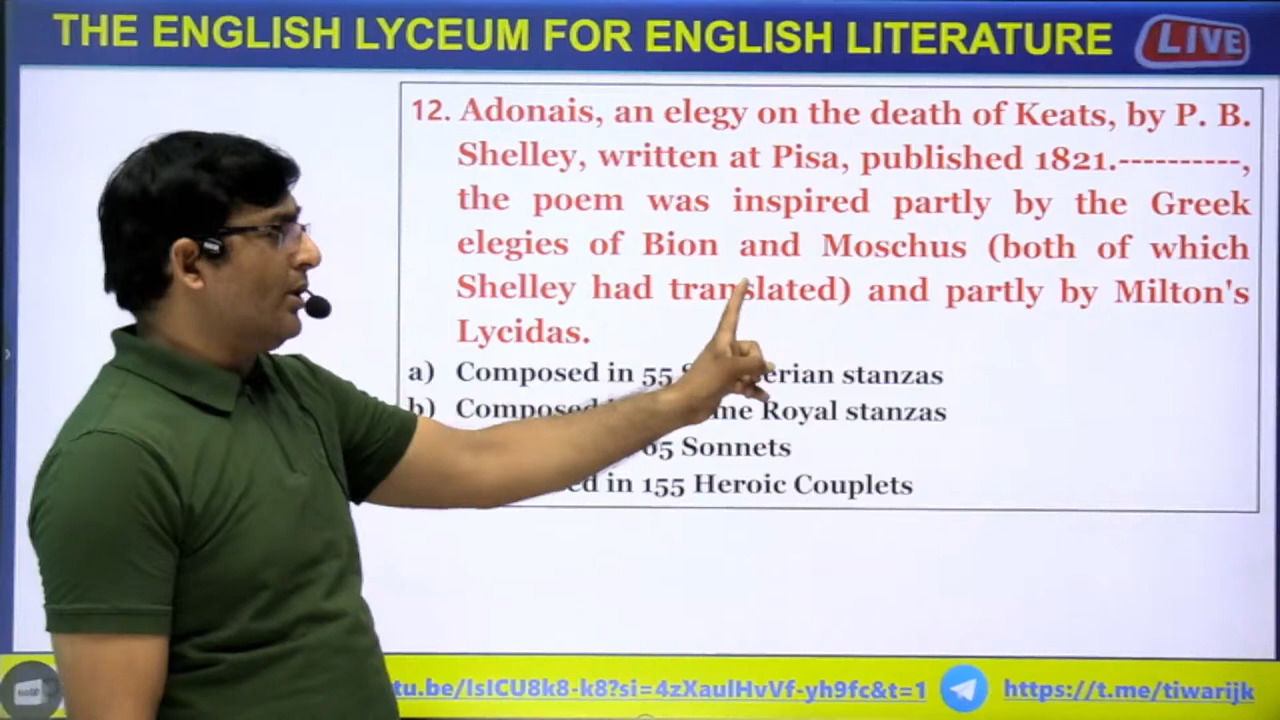 THE ENGLISH LYCEUM FOR ENGLISH LITERATURE LIVE
12. Adonais, an elegy on the death of Keats, by P. B.
Shelley, written at Pisa, published 1821.----------,
the poem was inspired partly by the Greek
elegies of Bion and Moschus (both of which
Shelley had translated) and partly by Milton's
Lycidas.
a) Composed in 55 stanzas
b) Composed Royal stanzas
Sonnets
in 155 Heroic Couplets
tu.be/IsICU8k8-k8?si=4zXaulHvVf-yh9fc&t=1 https://t.me/tiwarijk